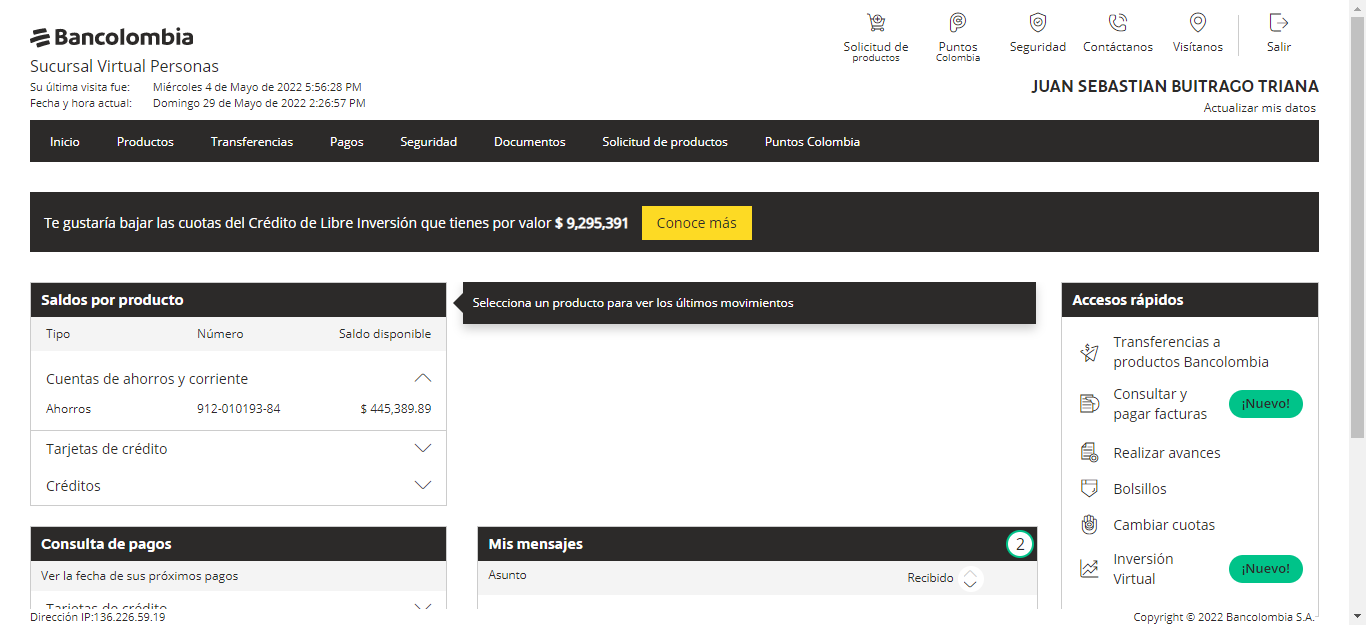 Bancolombia
Sucursal Virtual Personas
Su última visita fue: Miércoles 4 de Mayo de 2022 5:56:28 PM
Fecha y hora actual: Domingo 29 de Mayo de 2022 2:26:57 PM
Solicitud de
productos
Puntos
Colombia
Seguridad
Contáctanos
Visítanos
Salir
JUAN SEBASTIAN BUITRAGO TRIANA
Actualizar mis datos
Inicio Productos Transferencias Pagos Seguridad Documentos Solicitud de productos Puntos Colombia
Te gustaría bajar las cuotas del Crédito de Libre Inversión que tienes por valor $ 9,295,391 Conoce más
Saldos por producto
Tipo Número Saldo disponible
Cuentas de ahorros y corriente
Ahorros 912-010193-84 $ 445,389.89
Tarjetas de crédito
Créditos
Selecciona un producto para ver los últimos movimientos
Accesos rápidos
Transferencias a
productos Bancolombia
Consultar y
pagar facturas
¡Nuevo!
Realizar avances
Bolsillos
Cambiar cuotas
Inversión
Virtual
¡Nuevo!
Consulta de pagos
Ver la fecha de sus próximos pagos
Tarjetas de crédito
Mis mensajes 2
Asunto Recibido
Dirección IP:136.226.59.19
Copyright © 2022 Bancolombia S.A.